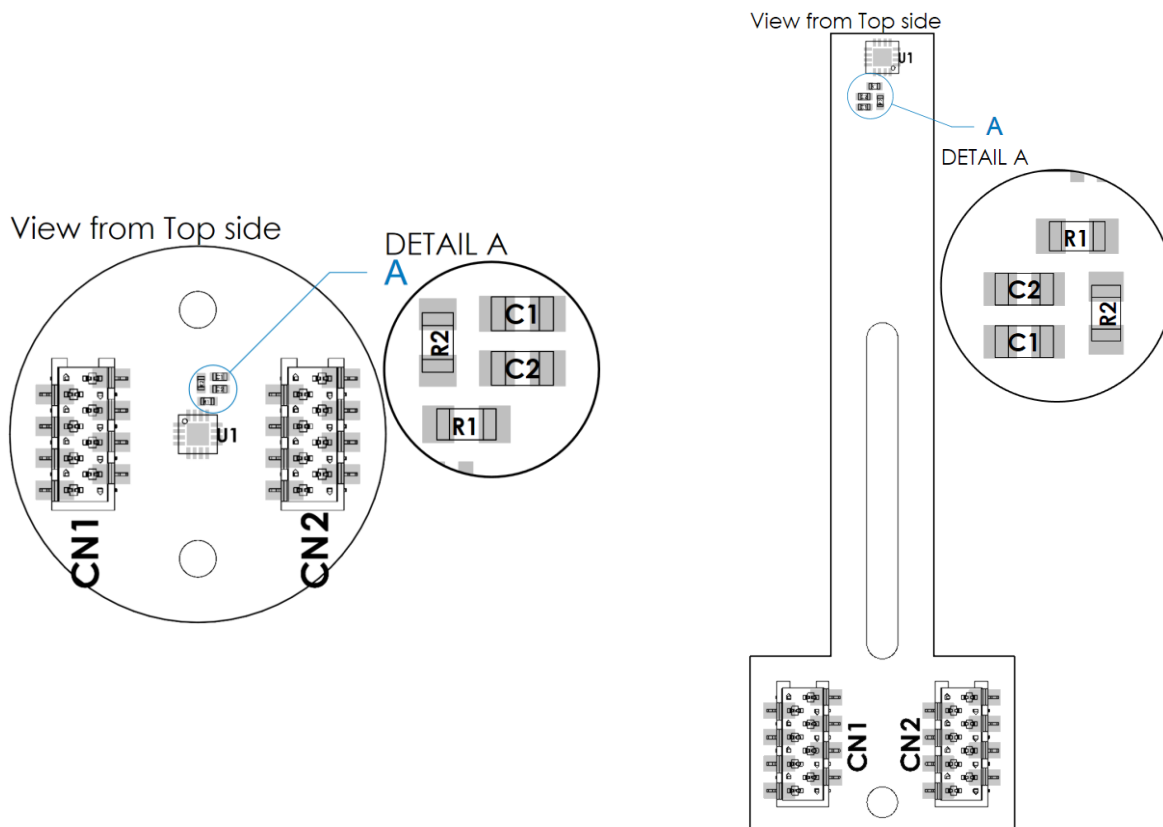 View from Top side
DETAIL A
A
C1
R2
C2
R1
U1
CN1
CN2
View from Top side
U1
A
DETAIL A
R1
C2
R2
C1
CN1
CN2